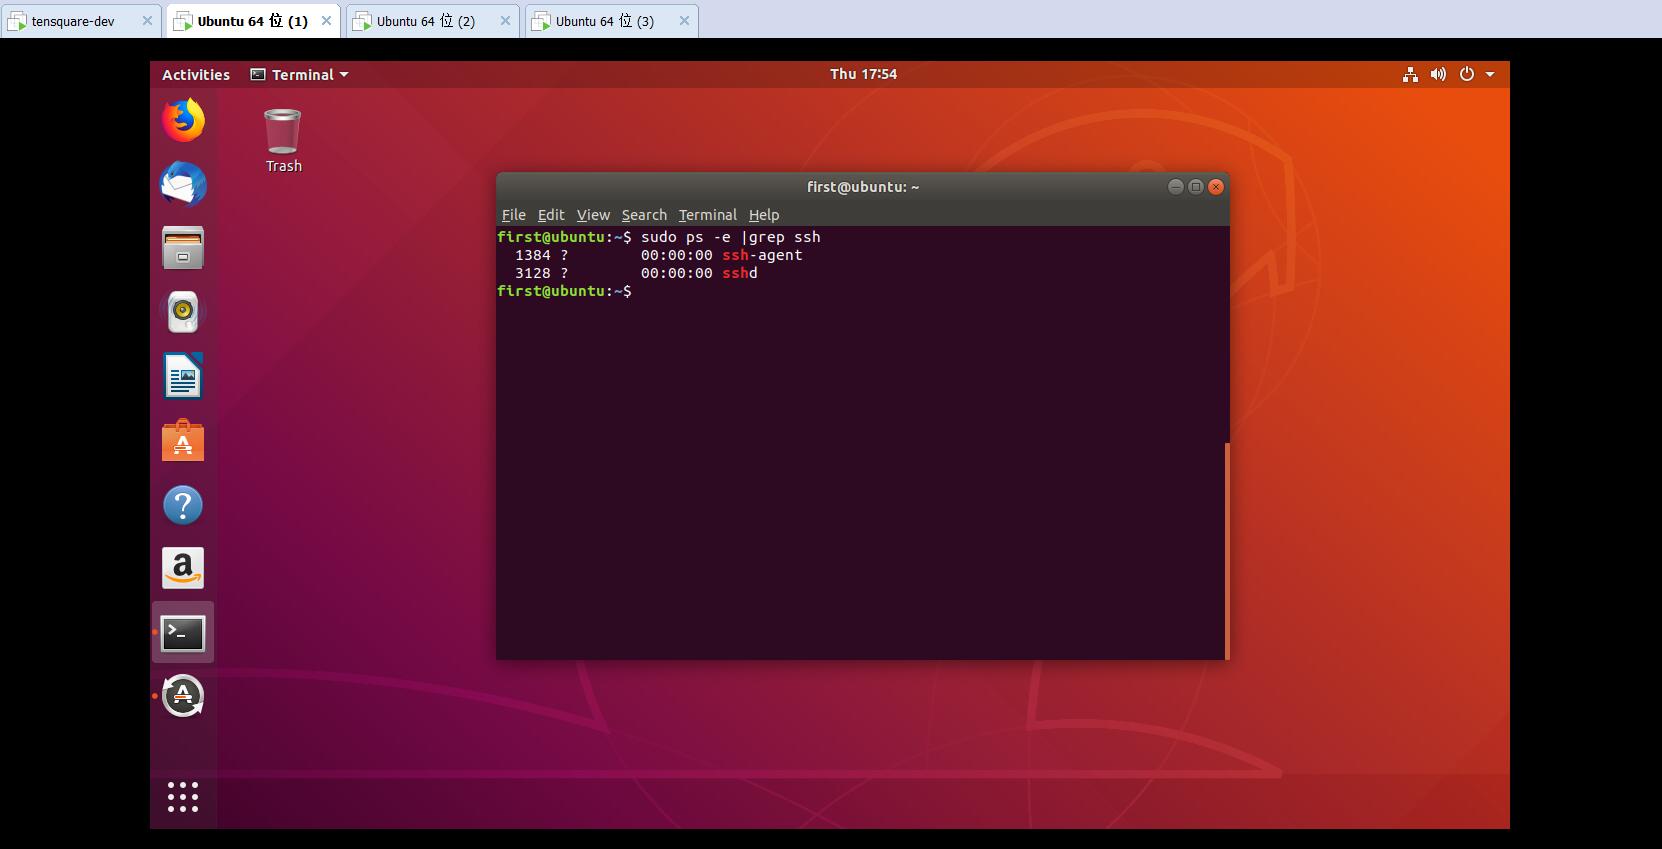 tensquare-dev
Ubuntu 64 位 (1)
Ubuntu 64 位 (2)
Ubuntu 64 位 (3)
Activities
Terminal
Thu 17:54
Trash
first@ubuntu: ~
File Edit View Search Terminal Help
first@ubuntu:~$ sudo ps -e |grep ssh
1384 ? 00:00:00 ssh-agent
3128 ? 00:00:00 sshd
first@ubuntu:~$